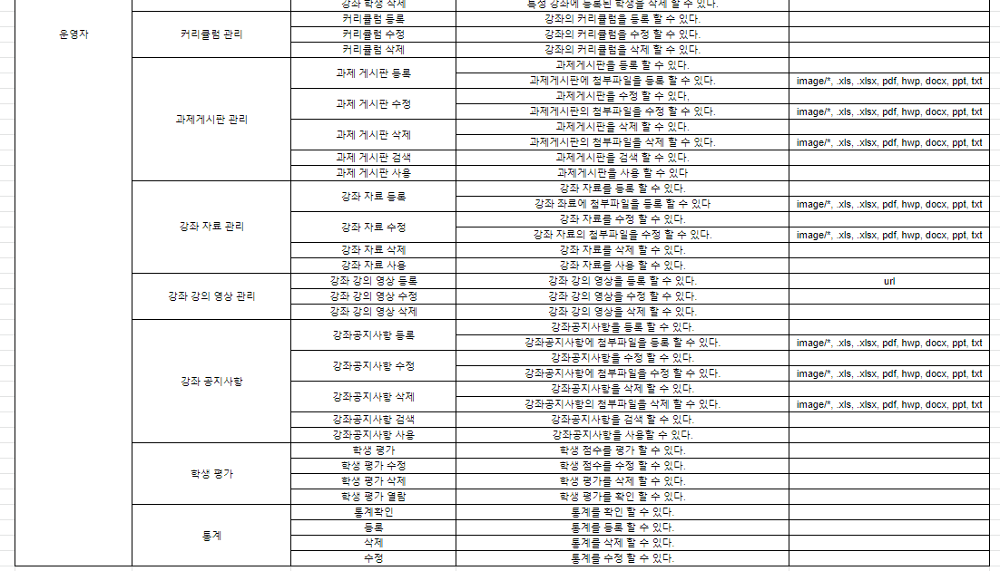 강좌 학생 삭제 특정 강좌에 등록된 학생을 삭제 할 수 있다.
운영자 커리큘럼 관리 커리큘럼 등록 강좌의 커리큘럼을 등록 할 수 있다.
커리큘럼 수정 강좌의 커리큘럼을 수정 할 수 있다.
커리큘럼 삭제 강좌의 커리큘럼을 삭제 할 수 있다.
과제게시판 관리 과제 게시판 등록 과제게시판을 등록 할 수 있다.
과제게시판에 첨부파일을 등록 할 수 있다. image/*, .xls, .xlsx, pdf, hwp, docx, ppt, txt
과제 게시판 수정 과제게시판을 수정 할 수 있다,
과제게시판의 첨부파일을 수정 할 수 있다. image/*, .xls, .xlsx, pdf, hwp, docx, ppt, txt
과제 게시판 삭제 과제게시판을 삭제 할 수 있다.
과제게시판의 첨부파일을 삭제 할 수 있다. image/*, .xls, .xlsx, pdf, hwp, docx, ppt, txt
과제 게시판 검색 과제게시판을 검색 할 수 있다.
과제 게시판 사용 과제게시판을 사용 할 수 있다
강좌 자료 관리 강좌 자료 등록 강좌 자료를 등록 할 수 있다.
강좌 좌료에 첨부파일을 등록 할 수 있다 image/*, .xls, .xlsx, pdf, hwp, docx, ppt, txt
강좌 자료 수정 강좌 자료를 수정 할 수 있다.
강좌 자료의 첨부파일을 수정 할 수 있다. image/*, .xls, .xlsx, pdf, hwp, docx, ppt, txt
강좌 자료 삭제 강좌 자료를 삭제 할 수 있다.
강좌 자료 사용 강좌 자료를 사용 할 수 있다.
강좌 강의 영상 관리 강좌 강의 영상 등록 강좌 강의 영상을 등록 할 수 있다. url
강좌 강의 영상 수정 강좌 강의 영상을 수정 할 수 있다.
강좌 강의 영상 삭제 강좌 강의 영상을 삭제 할 수 있다.
강좌 공지사항 강좌공지사항 등록 강좌공지사항을 등록 할 수 있다.
강좌공지사항에 첨부파일을 등록 할 수 있다. image/*, .xls, .xlsx, pdf, hwp, docx, ppt, txt
강좌공지사항 수정 강좌공지사항을 수정 할 수 있다.
강좌공지사항에 첨부파일을 수정 할 수 있다. image/*, .xls, .xlsx, pdf, hwp, docx, ppt, txt
강좌공지사항 삭제 강좌공지사항을 삭제 할 수 있다.
강좌공지사항의 첨부파일을 삭제 할 수 있다. image/*, .xls, .xlsx, pdf, hwp, docx, ppt, txt
강좌공지사항 검색 강좌공지사항을 검색 할 수 있다.
강좌공지사항 사용 강좌공지사항을 사용할 수 있다.
학생 평가 학생 평가 학생 점수를 평가 할 수 있다.
학생 평가 수정 학생 점수를 수정 할 수 있다.
학생 평가 삭제 학생 평가를 삭제 할 수 있다.
학생 평가 열람 학생 평가를 확인 할 수 있다.
통계 통계확인 통계를 확인 할 수 있다.
등록 통계를 등록 할 수 있다.
삭제 통계를 삭제 할 수 있다.
수정 통계를 수정 할 수 있다.